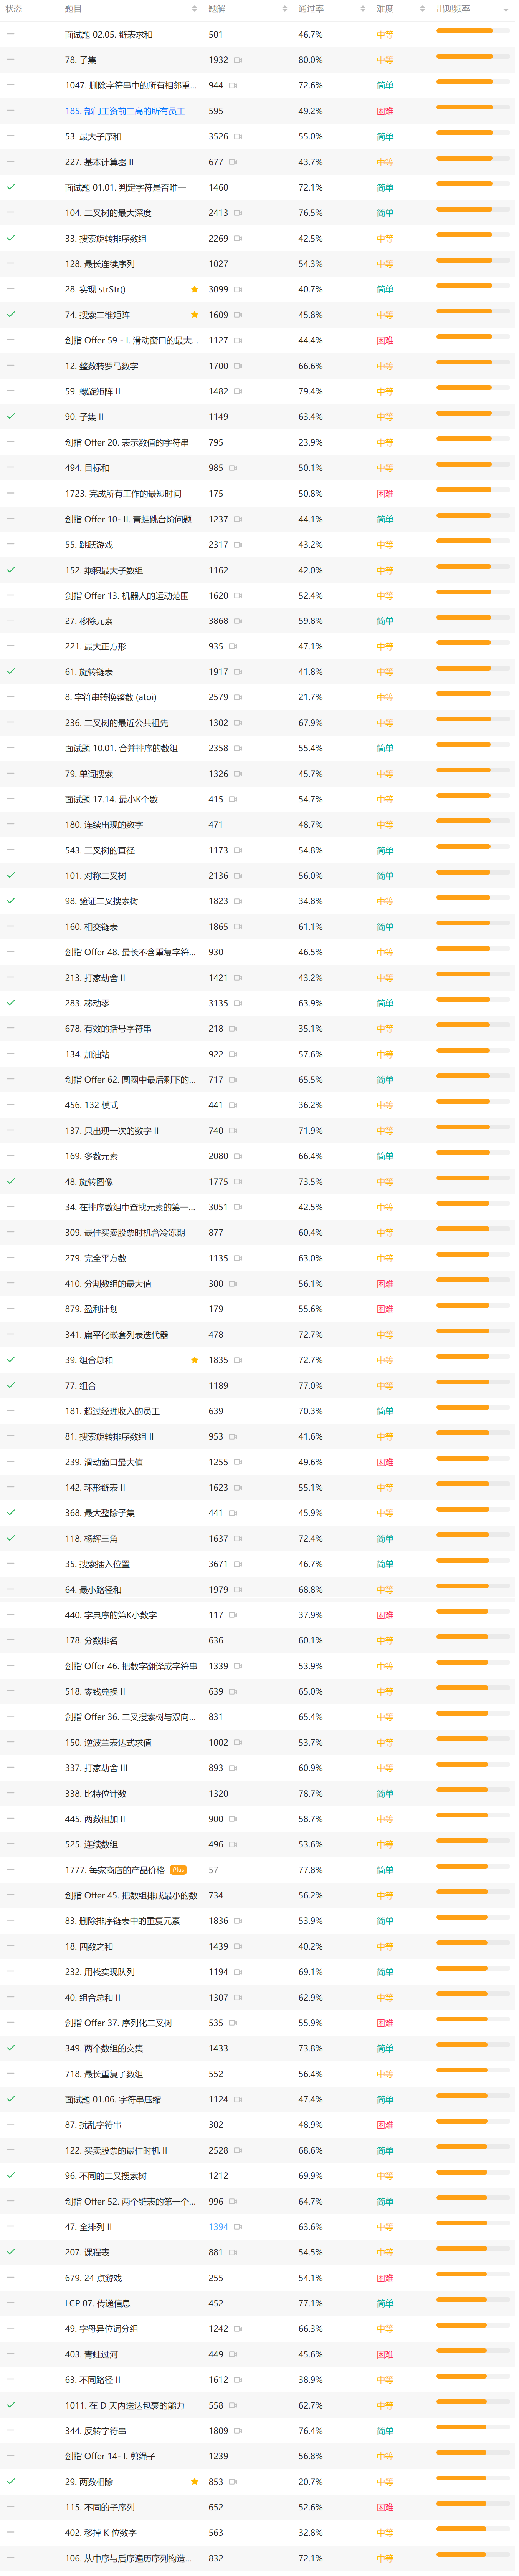 状态 题目 题解 通过率 难度 出现频率
面试题 02.05. 链表求和 501 46.7% 中等
78. 子集 1932 80.0% 中等
1047. 删除字符串中的所有相邻重... 944 72.6% 简单
185. 部门工资前三高的所有员工 595 49.2% 困难
53. 最大子序和 3526 55.0% 简单
227. 基本计算器 II 677 43.7% 中等
面试题 01.01. 判定字符是否唯一 1460 72.1% 简单
104. 二叉树的最大深度 2413 76.5% 简单
33. 搜索旋转排序数组 2269 42.5% 中等
128. 最长连续序列 1027 54.3% 中等
28. 实现 strStr() 3099 40.7% 简单
74. 搜索二维矩阵 1609 45.8% 中等
剑指 Offer 59 - I. 滑动窗口的最大... 1127 44.4% 困难
12. 整数转罗马数字 1700 66.6% 中等
59. 螺旋矩阵 II 1482 79.4% 中等
90. 子集 II 1149 63.4% 中等
剑指 Offer 20. 表示数值的字符串 795 23.9% 中等
494. 目标和 985 50.1% 中等
1723. 完成所有工作的最短时间 175 50.8% 困难
剑指 Offer 10- II. 青蛙跳台阶问题 1237 44.1% 简单
55. 跳跃游戏 2317 43.2% 中等
152. 乘积最大子数组 1162 42.0% 中等
剑指 Offer 13. 机器人的运动范围 1620 52.4% 中等
27. 移除元素 3868 59.8% 简单
221. 最大正方形 935 47.1% 中等
61. 旋转链表 1917 41.8% 中等
8. 字符串转换整数 (atoi) 2579 21.7% 中等
236. 二叉树的最近公共祖先 1302 67.9% 中等
面试题 10.01. 合并排序的数组 2358 55.4% 简单
79. 单词搜索 1326 45.7% 中等
面试题 17.14. 最小K个数 415 54.7% 中等
180. 连续出现的数字 471 48.7% 中等
543. 二叉树的直径 1173 54.8% 简单
101. 对称二叉树 2136 56.0% 简单
98. 验证二叉搜索树 1823 34.8% 中等
160. 相交链表 1865 61.1% 简单
剑指 Offer 48. 最长不含重复字符... 930 46.5% 中等
213. 打家劫舍 II 1421 43.2% 中等
283. 移动零 3135 63.9% 简单
678. 有效的括号字符串 218 35.1% 中等
134. 加油站 922 57.6% 中等
剑指 Offer 62. 圆圈中最后剩下的... 717 65.5% 简单
456. 132 模式 441 36.2% 中等
137. 只出现一次的数字 II 740 71.9% 中等
169. 多数元素 2080 66.4% 简单
48. 旋转图像 1775 73.5% 中等
34. 在排序数组中查找元素的第一... 3051 42.5% 中等
309. 最佳买卖股票时机含冷冻期 877 60.4% 中等
279. 完全平方数 1135 63.0% 中等
410. 分割数组的最大值 300 56.1% 困难
879. 盈利计划 179 55.6% 困难
341. 扁平化嵌套列表迭代器 478 72.7% 中等
39. 组合总和 1835 72.7% 中等
77. 组合 1189 77.0% 中等
181. 超过经理收入的员工 639 70.3% 简单
81. 搜索旋转排序数组 II 953 41.6% 中等
239. 滑动窗口最大值 1255 49.6% 困难
142. 环形链表 II 1623 55.1% 中等
368. 最大整除子集 441 45.9% 中等
118. 杨辉三角 1637 72.4% 简单
35. 搜索插入位置 3671 46.7% 简单
64. 最小路径和 1979 68.8% 中等
440. 字典序的第K小数字 117 37.9% 困难
178. 分数排名 636 60.1% 中等
剑指 Offer 46. 把数字翻译成字符串 1339 53.9% 中等
518. 零钱兑换 II 639 65.0% 中等
剑指 Offer 36. 二叉搜索树与双向... 831 65.4% 中等
150. 逆波兰表达式求值 1002 53.7% 中等
337. 打家劫舍 III 893 60.9% 中等
338. 比特位计数 1320 78.7% 简单
445. 两数相加 II 900 58.7% 中等
525. 连续数组 496 53.6% 中等
1777. 每家商店的产品价格 Plus 57 77.8% 简单
剑指 Offer 45. 把数组排成最小的数 734 56.2% 中等
83. 删除排序链表中的重复元素 1836 53.9% 简单
18. 四数之和 1439 40.2% 中等
232. 用栈实现队列 1194 69.1% 简单
40. 组合总和 II 1307 62.9% 中等
剑指 Offer 37. 序列化二叉树 535 55.9% 困难
349. 两个数组的交集 1433 73.8% 简单
718. 最长重复子数组 552 56.4% 中等
面试题 01.06. 字符串压缩 1124 47.4% 简单
87. 扰乱字符串 302 48.9% 困难
122. 买卖股票的最佳时机 II 2528 68.6% 简单
96. 不同的二叉搜索树 1212 69.9% 中等
剑指 Offer 52. 两个链表的第一个... 996 64.7% 简单
47. 全排列 II 1394 63.6% 中等
207. 课程表 881 54.5% 中等
679. 24 点游戏 255 54.1% 困难
LCP 07. 传递信息 452 77.1% 简单
49. 字母异位词分组 1242 66.3% 中等
403. 青蛙过河 449 45.6% 困难
63. 不同路径 II 1612 38.9% 中等
1011. 在 D 天内送达包裹的能力 558 62.7% 中等
344. 反转字符串 1809 76.4% 简单
剑指 Offer 14- I. 剪绳子 1239 56.8% 中等
29. 两数相除 853 20.7% 中等
115. 不同的子序列 652 52.6% 困难
402. 移掉 K 位数字 563 32.8% 中等
106. 从中序与后序遍历序列构造... 832 72.1% 中等